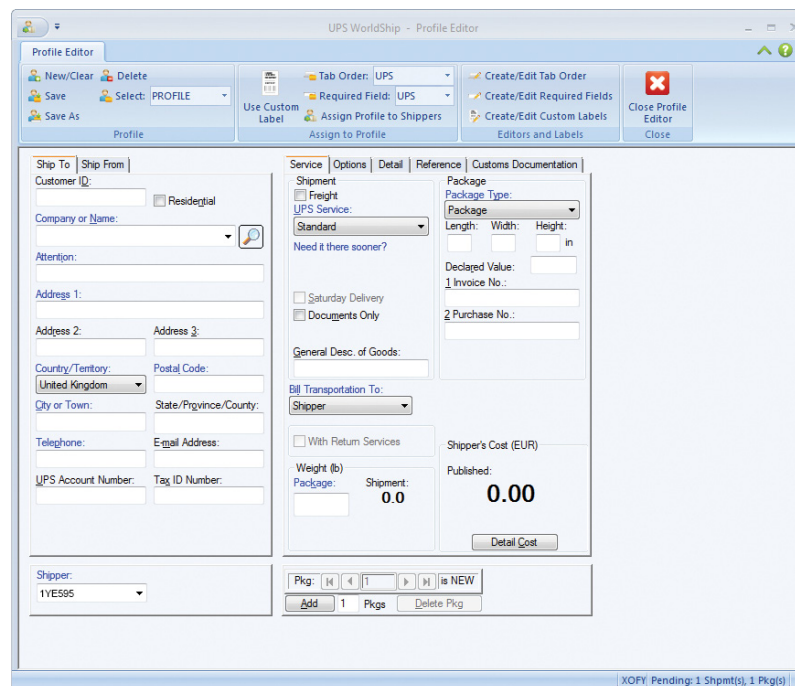 UPS WorldShip - Profile Editor
Profile Editor
New/Clear Delete
Save Select: PROFILE
Save As
Profile
Use Custom Label
Tab Order: UPS
Required Field: UPS
Assign Profile to Shippers
Assign to Profile
Create/Edit Tab Order
Create/Edit Required Fields
Create/Edit Custom Labels
Editors and Labels
Close Profile Editor
Close
Ship To Ship From
Customer ID:
Residential
Company or Name:
Attention:
Address 1:
Address 2: Address 3:
Country/Territory: Postal Code:
United Kingdom
City or Town: State/Province/County:
Telephone: E-mail Address:
UPS Account Number: Tax ID Number:
Shipper:
1YE595
Service Options Detail Reference Customs Documentation
Shipment
Freight
UPS Service:
Standard
Need it there sooner?
Saturday Delivery
Documents Only
General Desc. of Goods:
Bill Transportation To:
Shipper
With Return Services
Weight (lb)
Package: Shipment:
0.0
Package
Package Type:
Package
Length: Width: Height:
in
Declared Value:
1 Invoice No.:
2 Purchase No.:
Shipper's Cost (EUR)
Published:
0.00
Detail Cost
Pkg: 1 is NEW
Add 1 Pkgs Delete Pkg
XOFY Pending: 1 Shpmt(s), 1 Pkg(s)